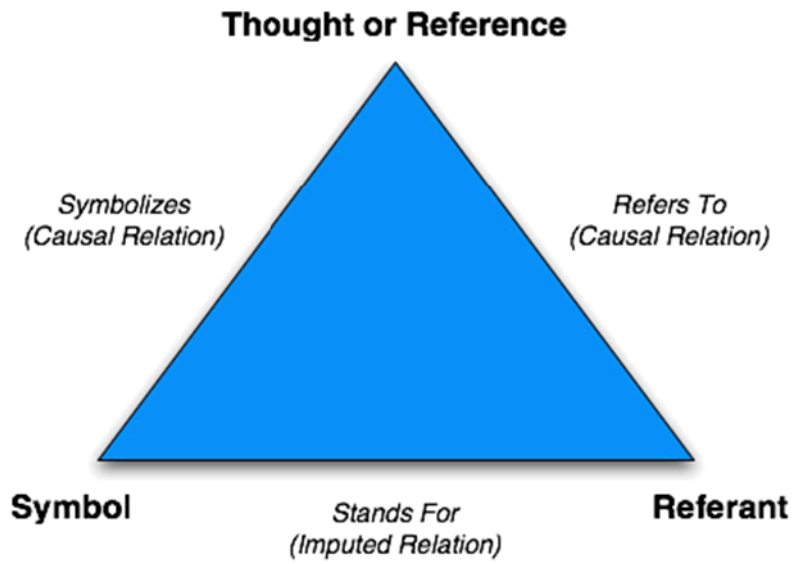 Thought or Reference
Symbolizes
(Causal Relation)
Refers To
(Causal Relation)
Symbol
Stands For
(Imputed Relation)
Referant